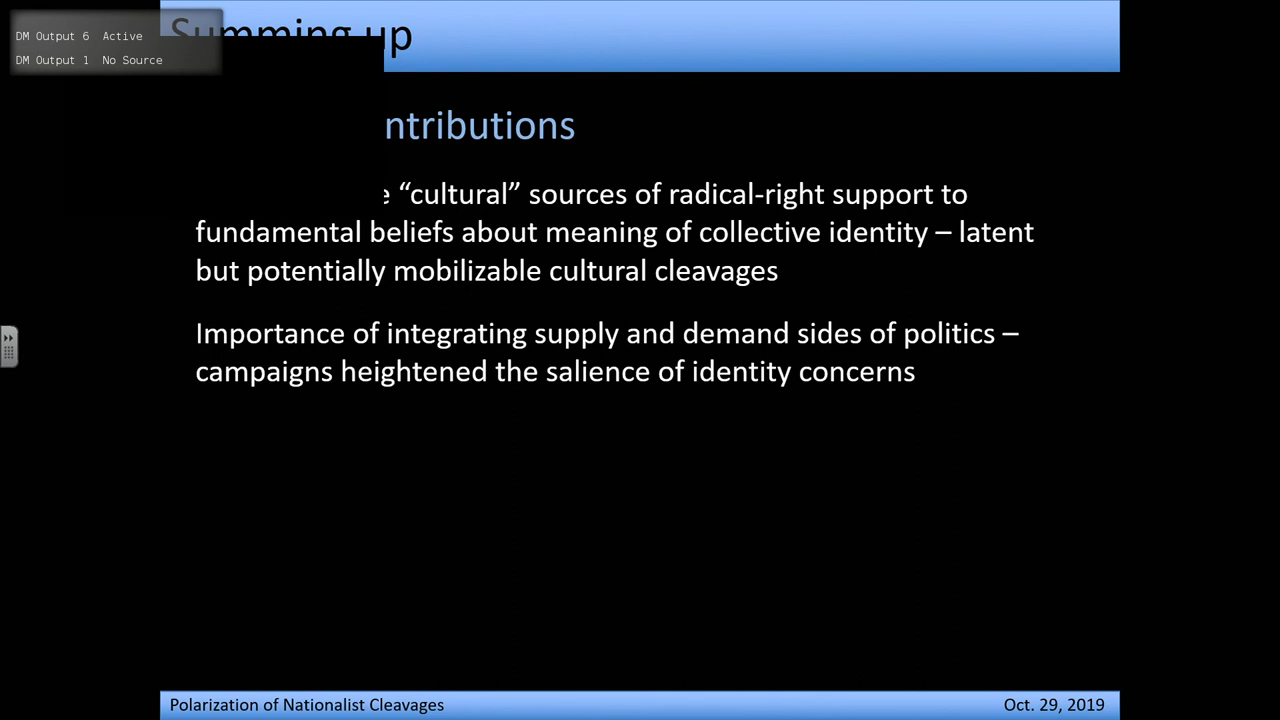 DM Output 6 Active
DM Output 1 No Source
Summing up
ntributions
e “cultural” sources of radical-right support to
fundamental beliefs about meaning of collective identity – latent
but potentially mobilizable cultural cleavages
Importance of integrating supply and demand sides of politics –
campaigns heightened the salience of identity concerns
Polarization of Nationalist Cleavages
Oct. 29, 2019